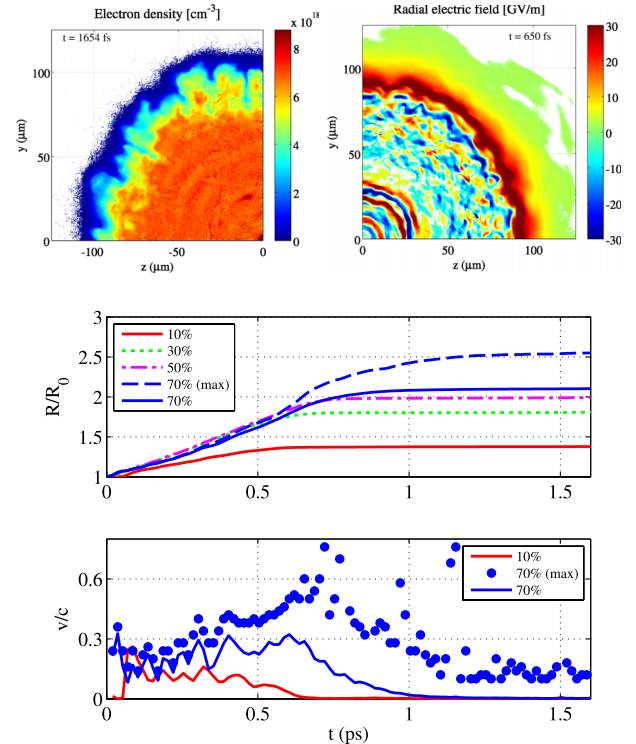 Electron density [cm-3]
x 10 18
t = 1654 fs
100
50
0
y (μm)
-100 -50 0
z (μm)
8
6
4
2
0
Radial electric field [GV/m]
t = 650 fs
100
50
0
y (μm)
0 50 100
z (μm)
30
20
10
0
-10
-20
-30
3
2.5
2
1.5
1
R/R0
10%
30%
50%
70% (max)
70%
0 0.5 1 1.5
0.6
0.3
0
v/c
10%
70% (max)
70%
0 0.5 1 1.5
t (ps)